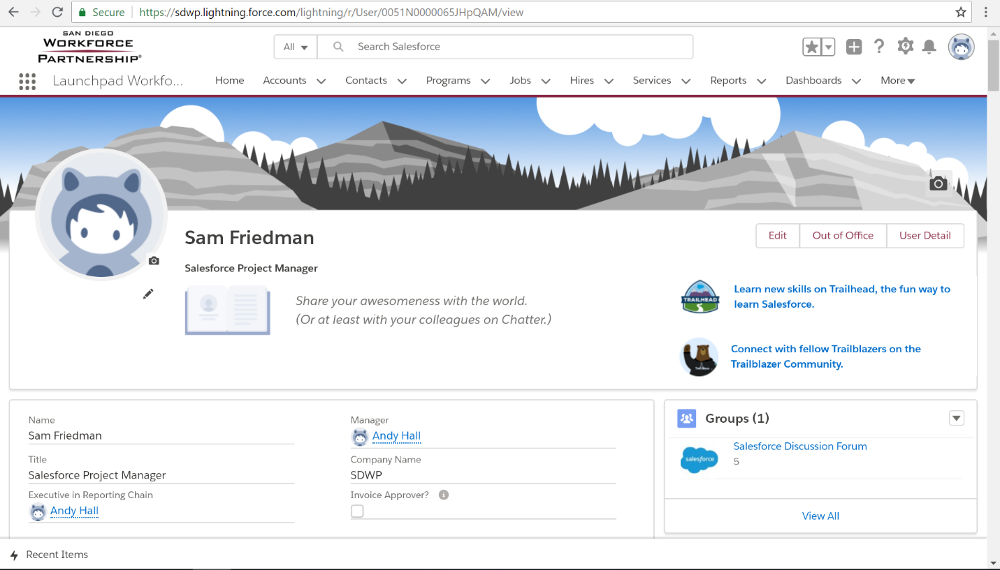 Secure https://sdwp.lightning.force.com/lightning/r/User/0051N0000065JHpQAM/view
SAN DIEGO
WORKFORCE
PARTNERSHIP®
All
Search Salesforce
Launchpad Workfo...
Home Accounts Contacts Programs Jobs Hires Services Reports Dashboards More
Sam Friedman
Edit Out of Office User Detail
Salesforce Project Manager
Share your awesomeness with the world.
(Or at least with your colleagues on Chatter.)
TRAILHEAD
Learn new skills on Trailhead, the fun way to
learn Salesforce.
Connect with fellow Trailblazers on the
Trailblazer Community.
Name
Sam Friedman
Manager
Andy Hall
Title
Salesforce Project Manager
Company Name
SDWP
Executive in Reporting Chain
Andy Hall
Invoice Approver?
Groups (1)
salesforce
Salesforce Discussion Forum
5
View All
Recent Items